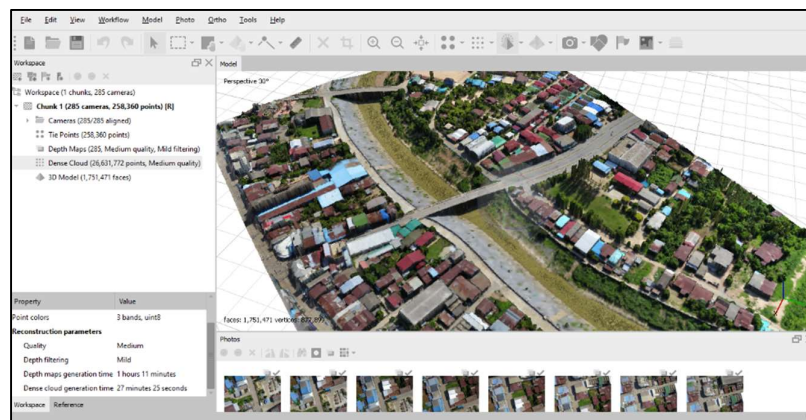 File Edit View Workflow Model Photo Ortho Tools Help
Workspace
Model
Workspace (1 chunks, 285 cameras)
Chunk 1 (285 cameras, 258,360 points) [R]
Cameras (285/285 aligned)
Tie Points (258,360 points)
Depth Maps (285, Medium quality, Mild filtering)
Dense Cloud (26,631,772 points, Medium quality)
3D Model (1,751,471 faces)
Perspective 30°
faces: 1,751,471 vertices: 877,897
Property Value
Point colors 3 bands, uint8
Reconstruction parameters
Quality Medium
Depth filtering Mild
Depth maps generation time 1 hours 11 minutes
Dense cloud generation time 27 minutes 25 seconds
Workspace Reference
Photos